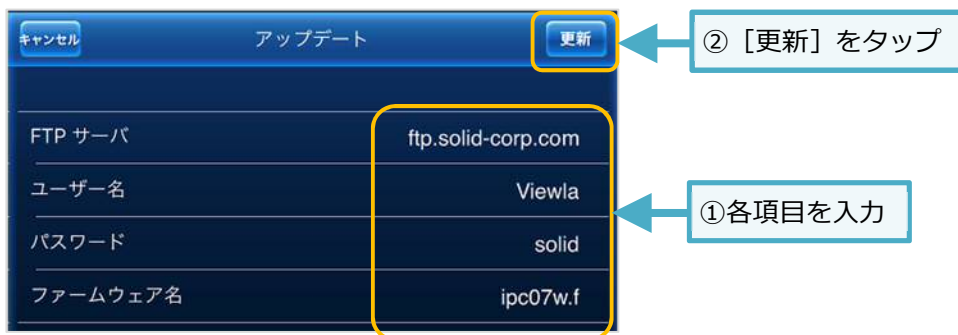 キャンセル アップデート 更新
②［更新］をタップ
FTP サーバ ftp.solid-corp.com
ユーザー名 Viewla
①各項目を入力
パスワード solid
ファームウェア名 ipc07w.f